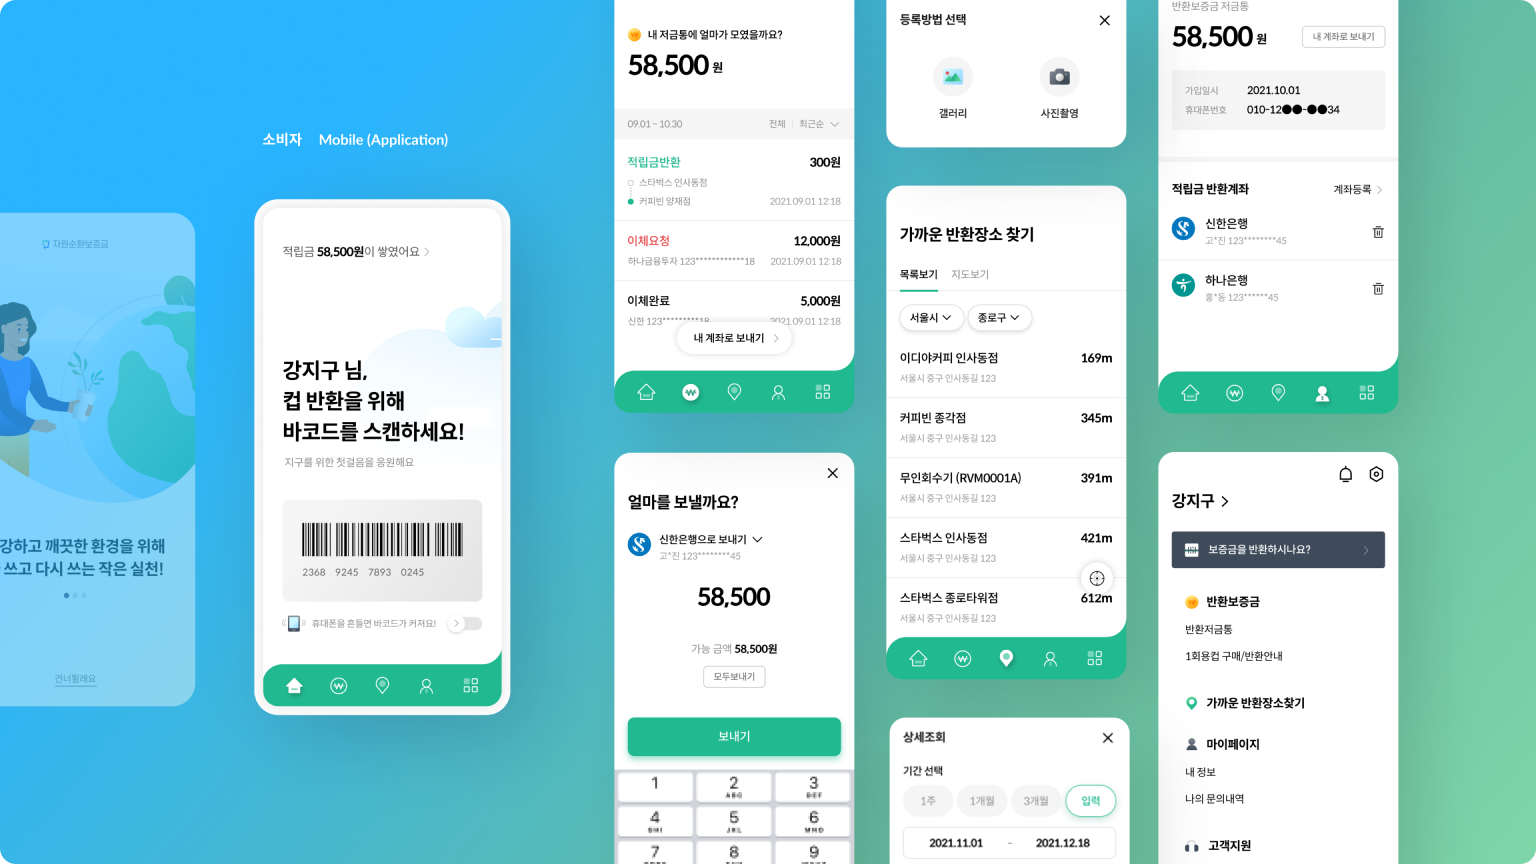 소비자 Mobile (Application)
자원순환보증금
강하고 깨끗한 환경을 위해
쓰고 다시 쓰는 작은 실천!
건너뛸래요
적립금 58,500원이 쌓였어요
강지구 님,
컵 반환을 위해
바코드를 스캔하세요!
지구를 위한 첫걸음을 응원해요
2368 9245 7893 0245
휴대폰을 흔들면 바코드가 커져요!
내 저금통에 얼마가 모였을까요?
58,500 원
09.01 ~ 10.30 전체 최근순
적립금반환 300원
스타벅스 인사동점
커피빈 양재점 2021.09.01 12:18
이체요청 12,000원
하나금융투자 123************18 2021.09.01 12:18
이체완료 5,000원
신한 123**********18 2021.09.01 12:18
내 계좌로 보내기
얼마를 보낼까요?
신한은행으로 보내기
고*진 123********45
58,500
가능 금액 58,500원
모두보내기
보내기
1 2 3
ABC DEF
4 5 6
GHI JKL MNO
7 8 9
등록방법 선택
갤러리 사진촬영
가까운 반환장소 찾기
목록보기 지도보기
서울시 종로구
이디야커피 인사동점 169m
서울시 중구 인사동길 123
커피빈 종각점 345m
서울시 중구 인사동길 123
무인회수기 (RVM0001A) 391m
서울시 중구 인사동길 123
스타벅스 인사동점 421m
서울시 중구 인사동길 123
스타벅스 종로타워점 612m
서울시 중구 인사동길 123
상세조회
기간 선택
1주 1개월 3개월 입력
2021.11.01 - 2021.12.18
반환보증금 저금통
58,500 원 내 계좌로 보내기
가입일시 2021.10.01
휴대폰번호 010-12●●-●●34
적립금 반환계좌 계좌등록
신한은행
고*진 123********45
하나은행
홍*동 123******45
강지구
보증금을 반환하시나요?
반환보증금
반환저금통
1회용컵 구매/반환안내
가까운 반환장소찾기
마이페이지
내 정보
나의 문의내역
고객지원